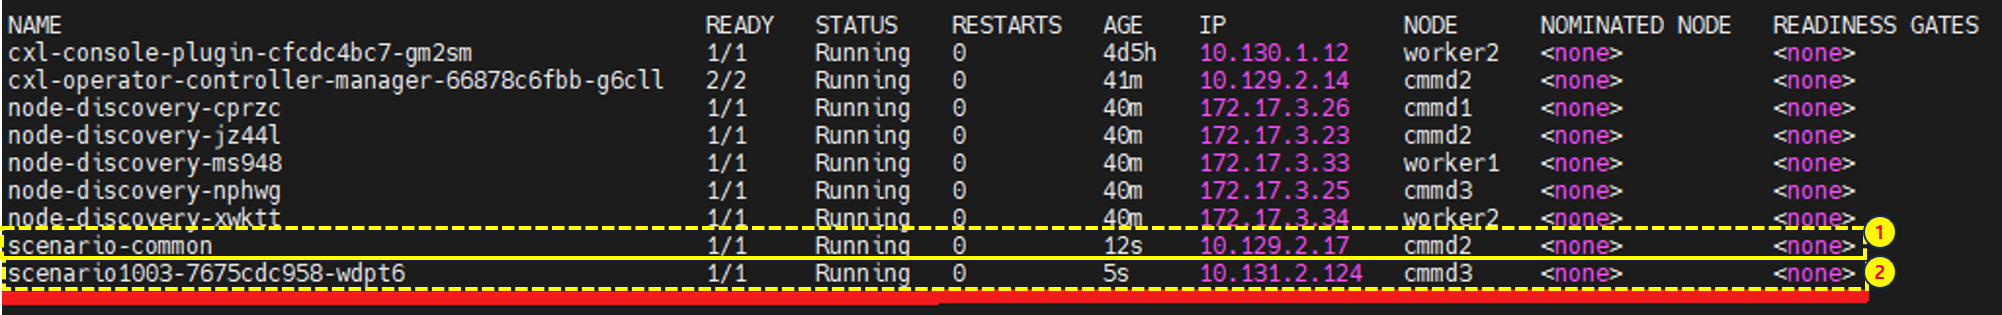 NAME READY STATUS RESTARTS AGE IP NODE NOMINATED NODE READINESS GATES
cxl-console-plugin-cfcdc4bc7-gm2sm 1/1 Running 0 4d5h 10.130.1.12 worker2 <none> <none>
cxl-operator-controller-manager-66878c6fbb-g6cll 2/2 Running 0 41m 10.129.2.14 cmmd2 <none> <none>
node-discovery-cprzc 1/1 Running 0 40m 172.17.3.26 cmmd1 <none> <none>
node-discovery-jz44l 1/1 Running 0 40m 172.17.3.23 cmmd2 <none> <none>
node-discovery-ms948 1/1 Running 0 40m 172.17.3.33 worker1 <none> <none>
node-discovery-nphwg 1/1 Running 0 40m 172.17.3.25 cmmd3 <none> <none>
node-discovery-xwktt 1/1 Running 0 40m 172.17.3.34 worker2 <none> <none>
scenario-common 1/1 Running 0 12s 10.129.2.17 cmmd2 <none> <none> 1
scenario1003-7675cdc958-wdpt6 1/1 Running 0 5s 10.131.2.124 cmmd3 <none> <none> 2